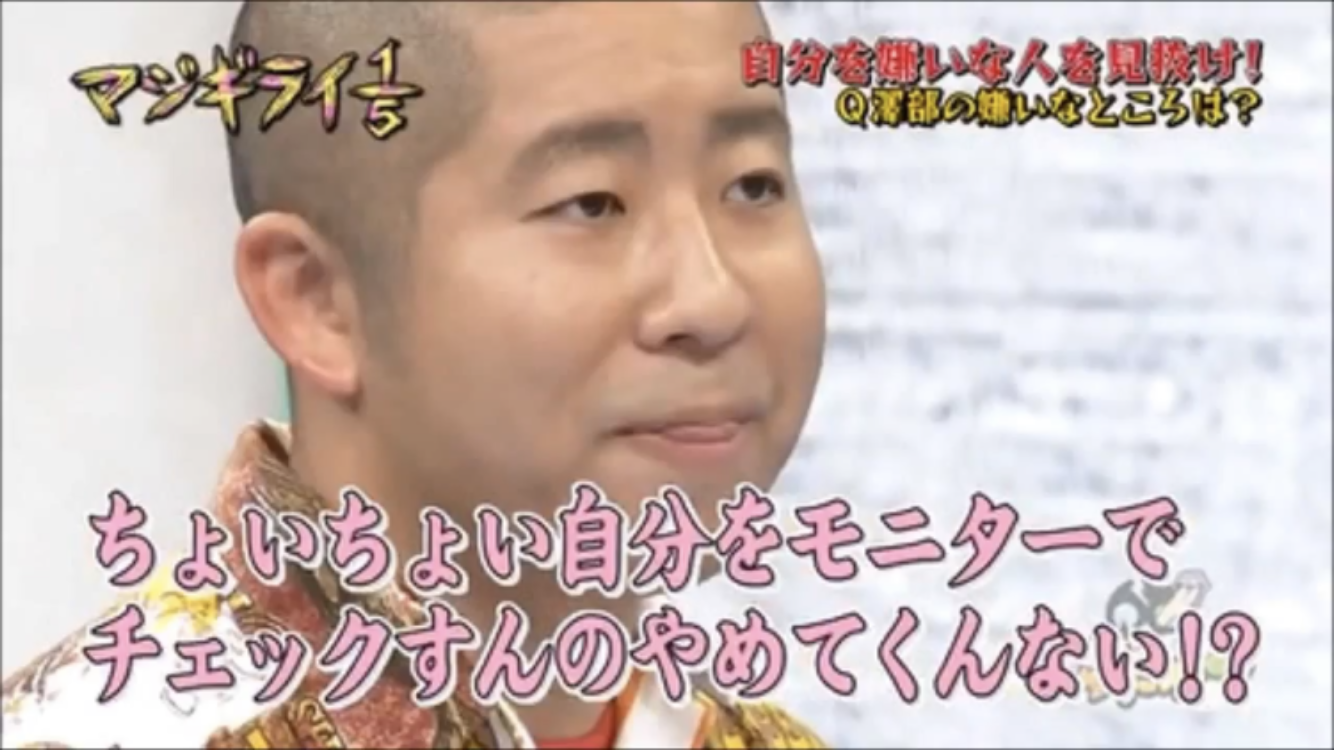 マジギライ1/5
自分を嫌いな人を見抜け!
Q澤部の嫌いなところは?
ちょいちょい自分をモニターで
チェックすんのやめてくんない!?